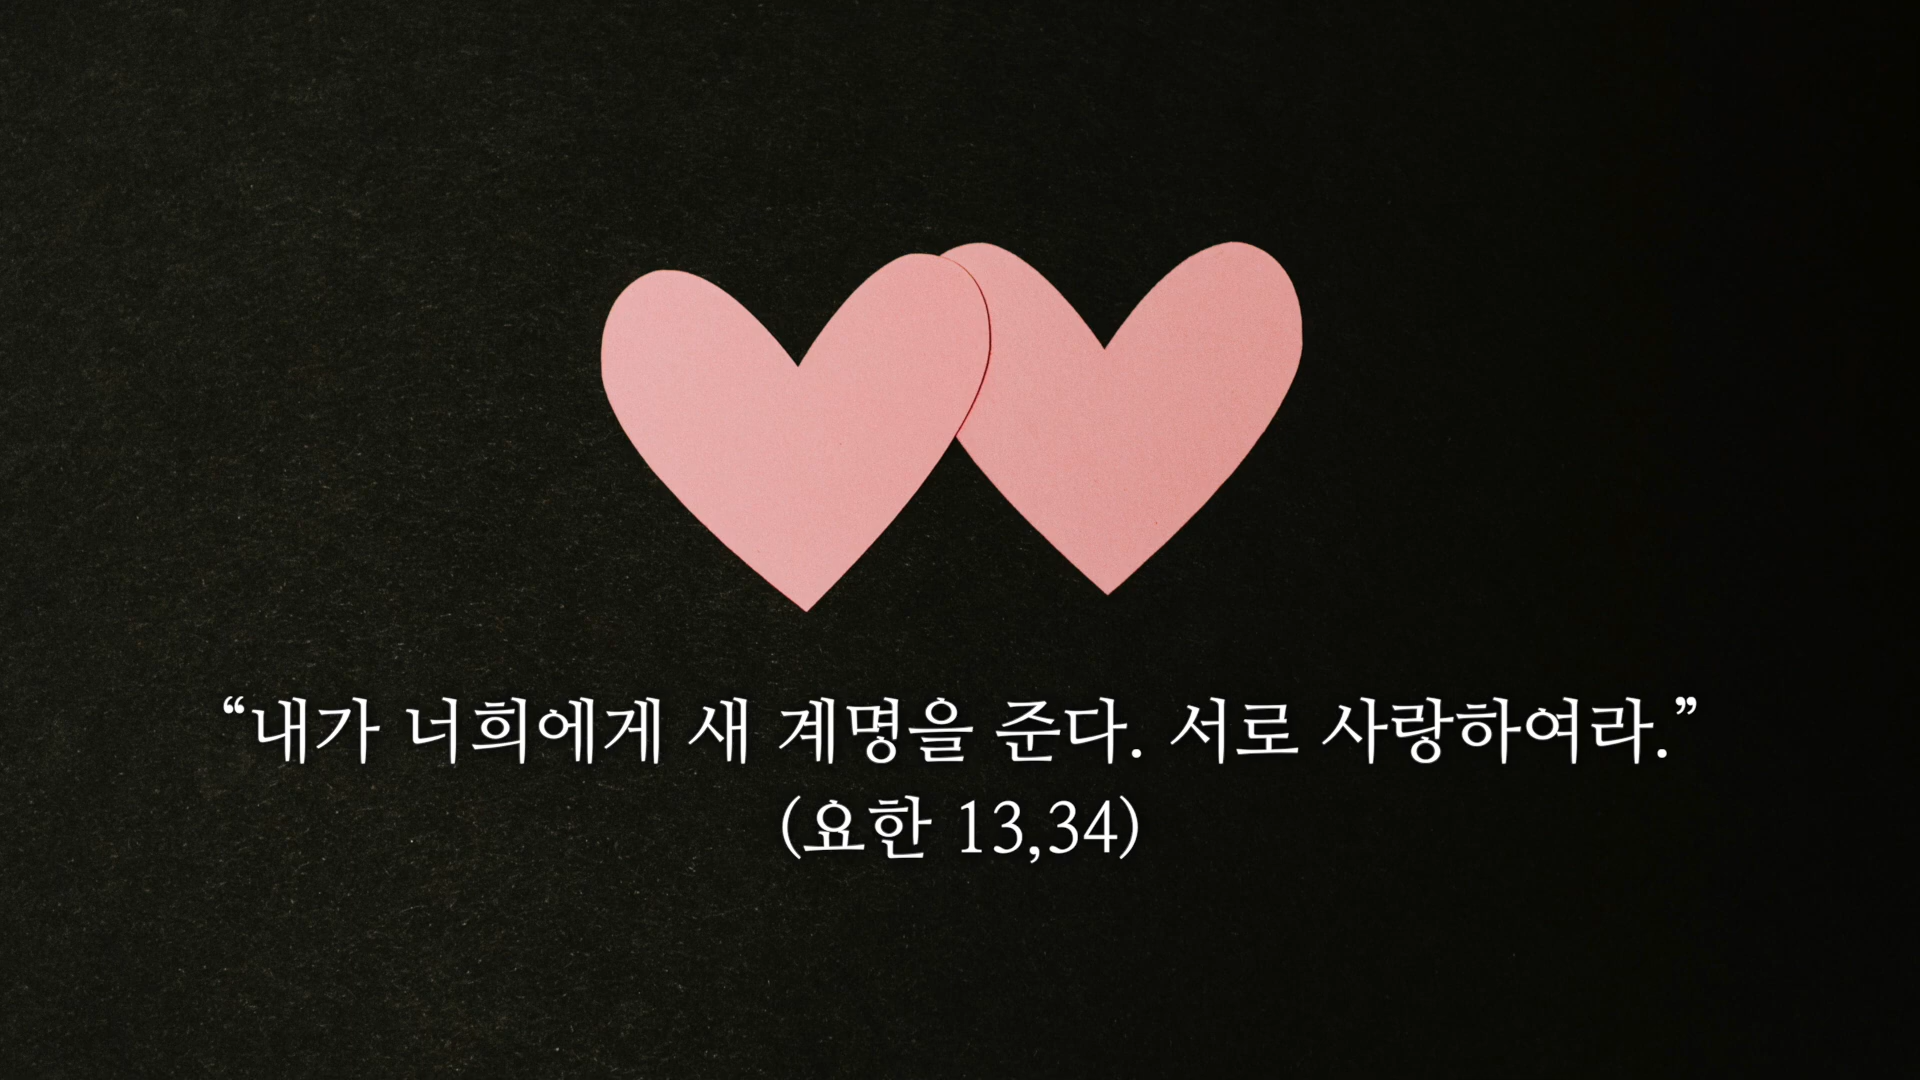 “내가 너희에게 새 계명을 준다. 서로 사랑하여라.”
(요한 13,34)